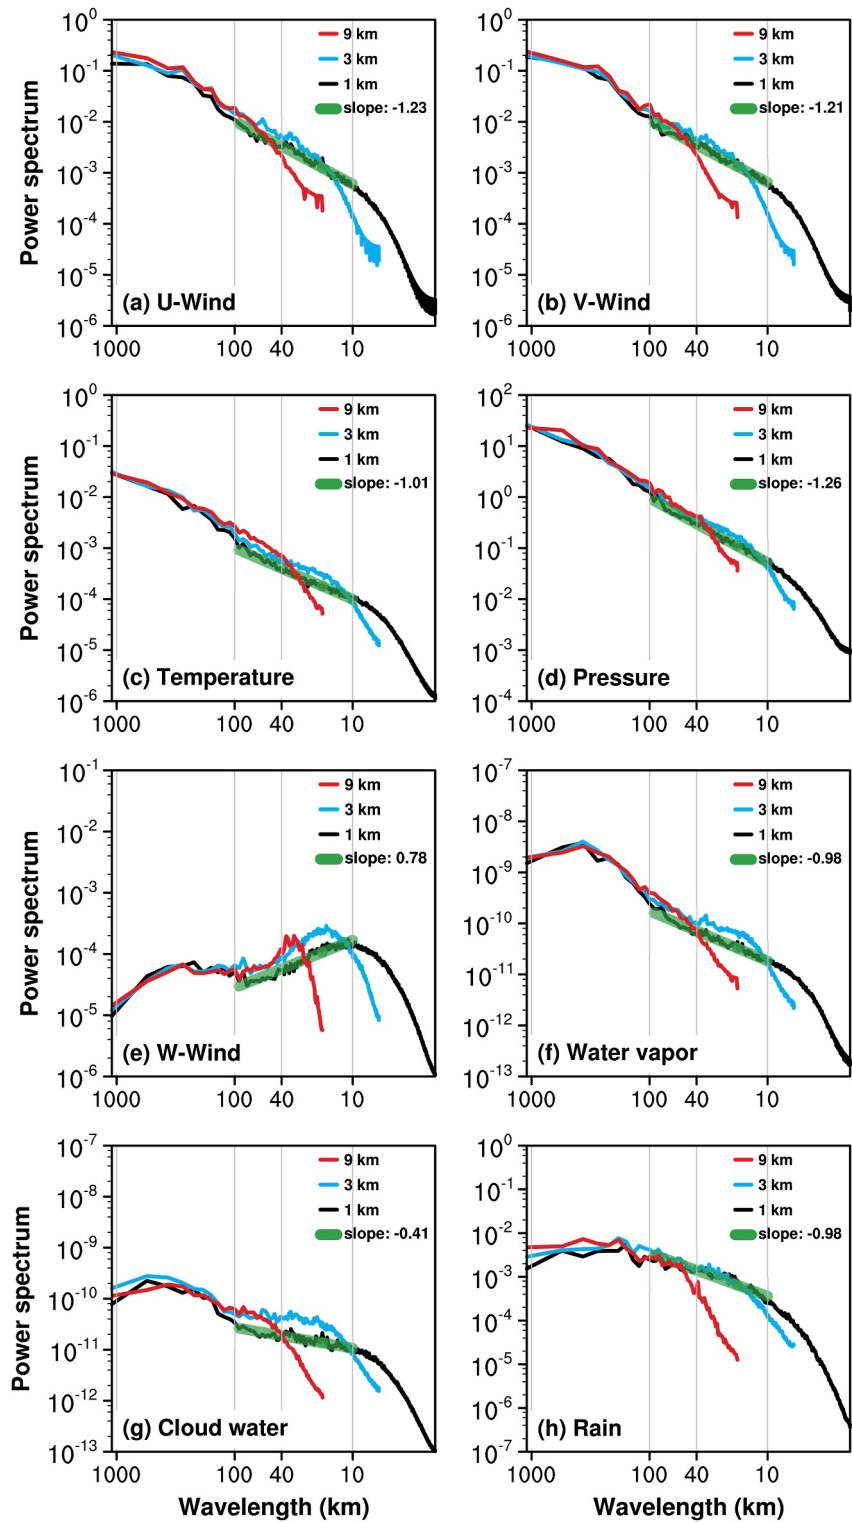 Power spectrum
10^0
10^-1
10^-2
10^-3
10^-4
10^-5
10^-6
9 km
3 km
1 km
slope: -1.23
(a) U-Wind
1000 100 40 10
10^0
10^-1
10^-2
10^-3
10^-4
10^-5
10^-6
9 km
3 km
1 km
slope: -1.21
(b) V-Wind
1000 100 40 10
Power spectrum
10^0
10^-1
10^-2
10^-3
10^-4
10^-5
10^-6
9 km
3 km
1 km
slope: -1.01
(c) Temperature
1000 100 40 10
10^2
10^1
10^0
10^-1
10^-2
10^-3
10^-4
9 km
3 km
1 km
slope: -1.26
(d) Pressure
1000 100 40 10
Power spectrum
10^-1
10^-2
10^-3
10^-4
10^-5
10^-6
9 km
3 km
1 km
slope: 0.78
(e) W-Wind
1000 100 40 10
10^-7
10^-8
10^-9
10^-10
10^-11
10^-12
10^-13
9 km
3 km
1 km
slope: -0.98
(f) Water vapor
1000 100 40 10
Power spectrum
10^-7
10^-8
10^-9
10^-10
10^-11
10^-12
10^-13
9 km
3 km
1 km
slope: -0.41
(g) Cloud water
1000 100 40 10
Wavelength (km)
10^0
10^-1
10^-2
10^-3
10^-4
10^-5
10^-6
10^-7
9 km
3 km
1 km
slope: -0.98
(h) Rain
1000 100 40 10
Wavelength (km)